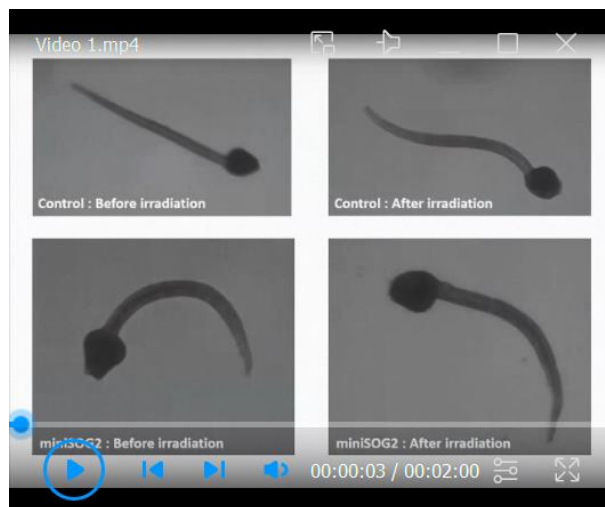 Video 1.mp4
Control : Before irradiation
Control : After irradiation
miniSOG2 : Before irradiation
miniSOG2 : After irradiation
00:00:03 / 00:02:00